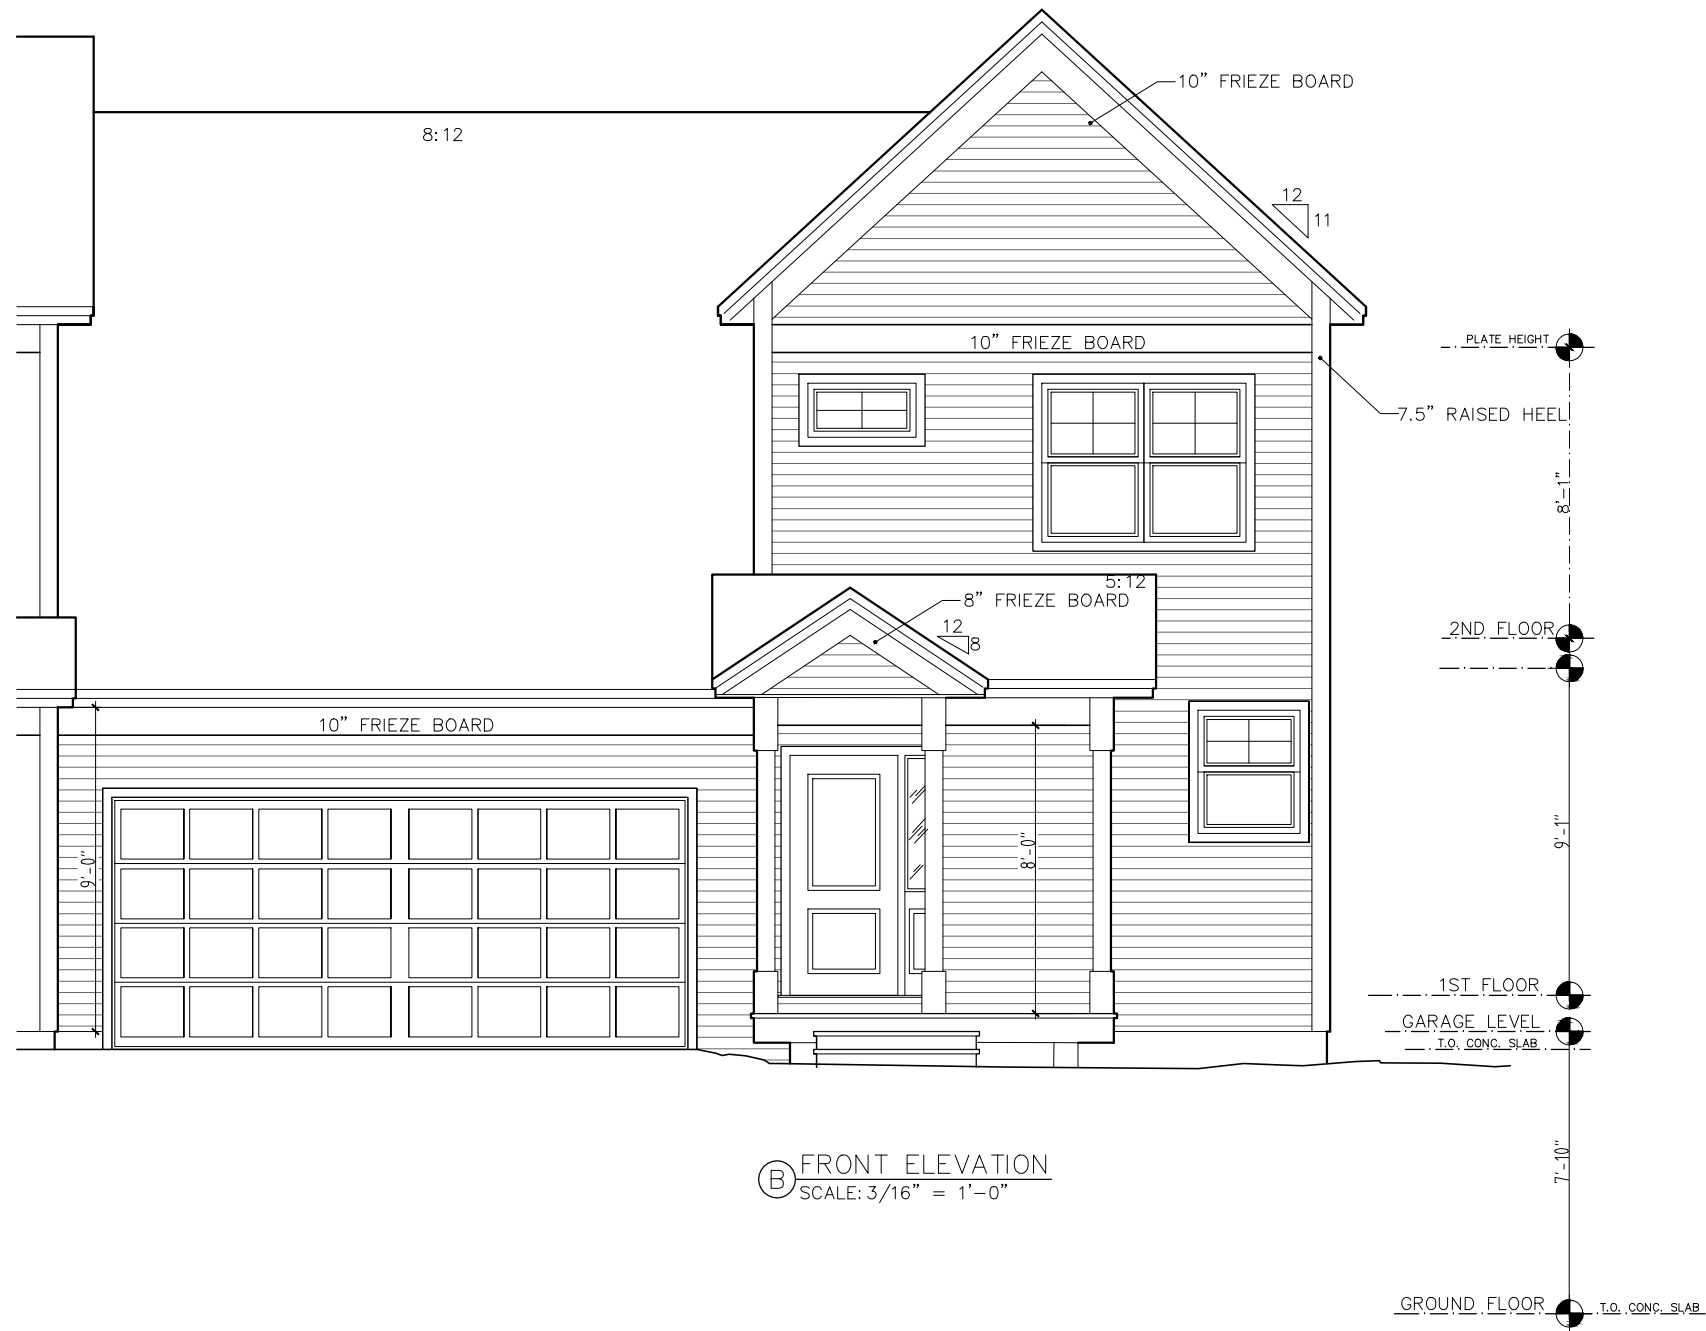 10" FRIEZE BOARD
8:12
12
11
10" FRIEZE BOARD
PLATE HEIGHT
7.5" RAISED HEEL
8'-1"
5:12
8" FRIEZE BOARD
12
8
2ND FLOOR
10" FRIEZE BOARD
9'-0"
8'-0"
9'-1"
1ST FLOOR
GARAGE LEVEL
T.O. CONC. SLAB
7'-10"
B FRONT ELEVATION
SCALE: 3/16" = 1'-0"
GROUND FLOOR
T.O. CONC. SLAB